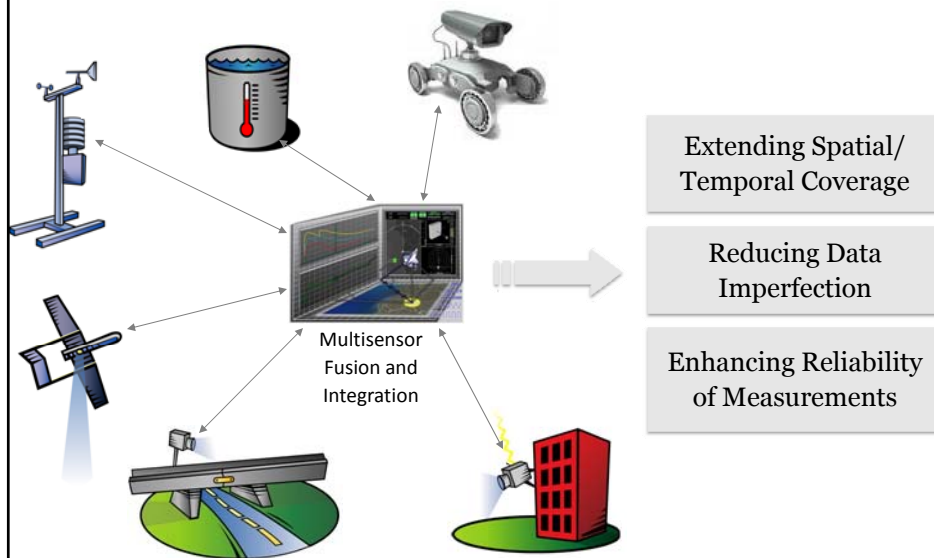 Extending Spatial/
Temporal Coverage
Reducing Data
Imperfection
Enhancing Reliability
of Measurements
Multisensor
Fusion and
Integration